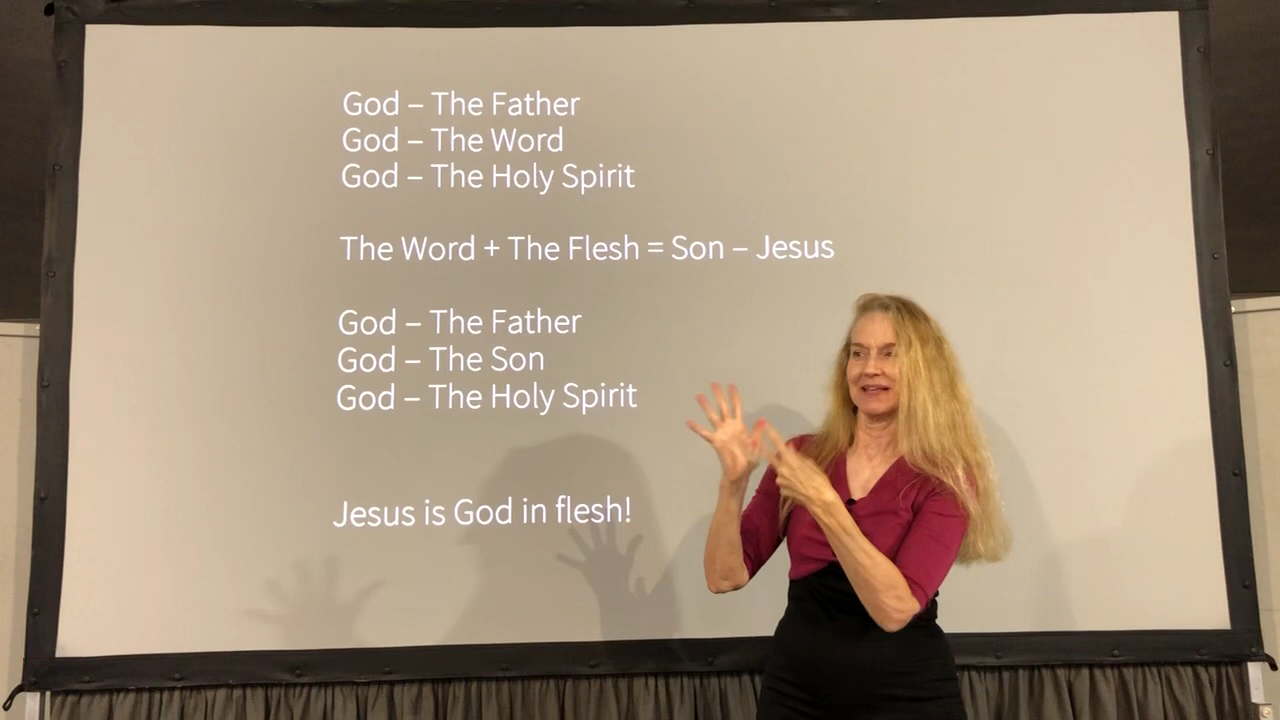 God – The Father
God – The Word
God – The Holy Spirit
The Word + The Flesh = Son – Jesus
God – The Father
God – The Son
God – The Holy Spirit
Jesus is God in flesh!